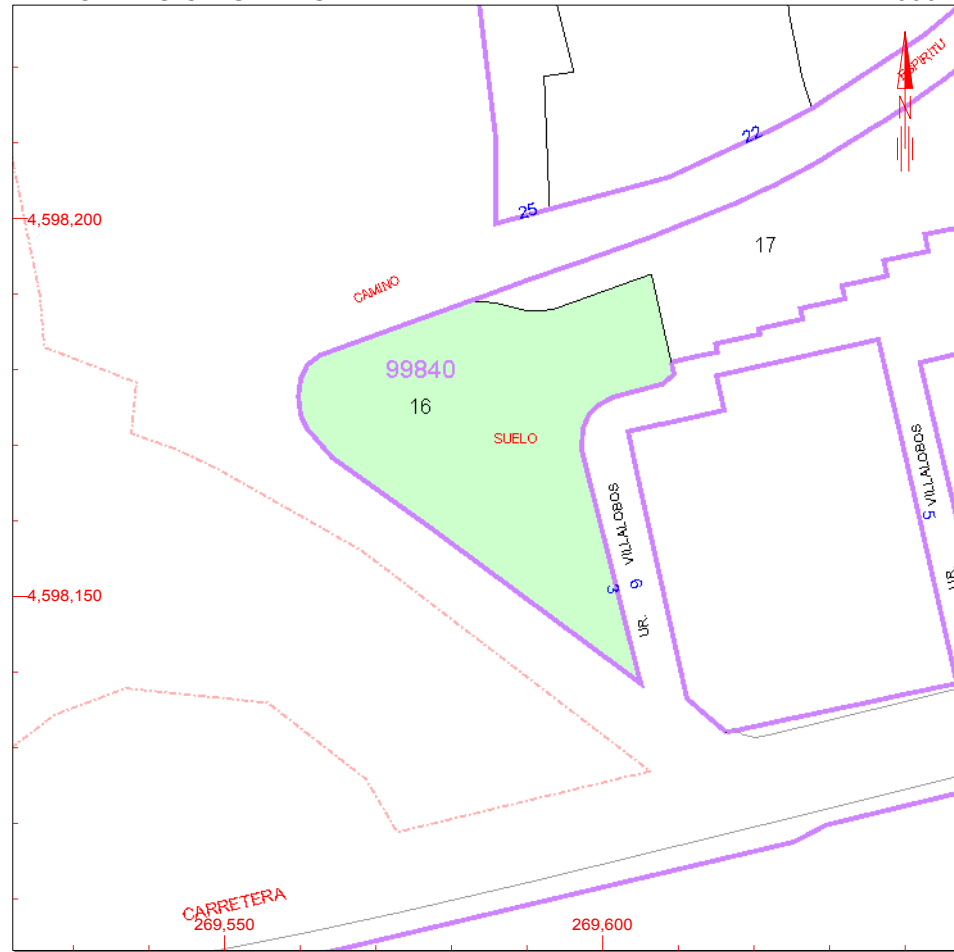 ESPIRITU
N
22
25
4,598,200
17
CAMINO
99840
16
SUELO
VILLALOBOS
5
VILLALOBOS
6
3
4,598,150
UR.
UR.
CARRETERA
269,550
269,600